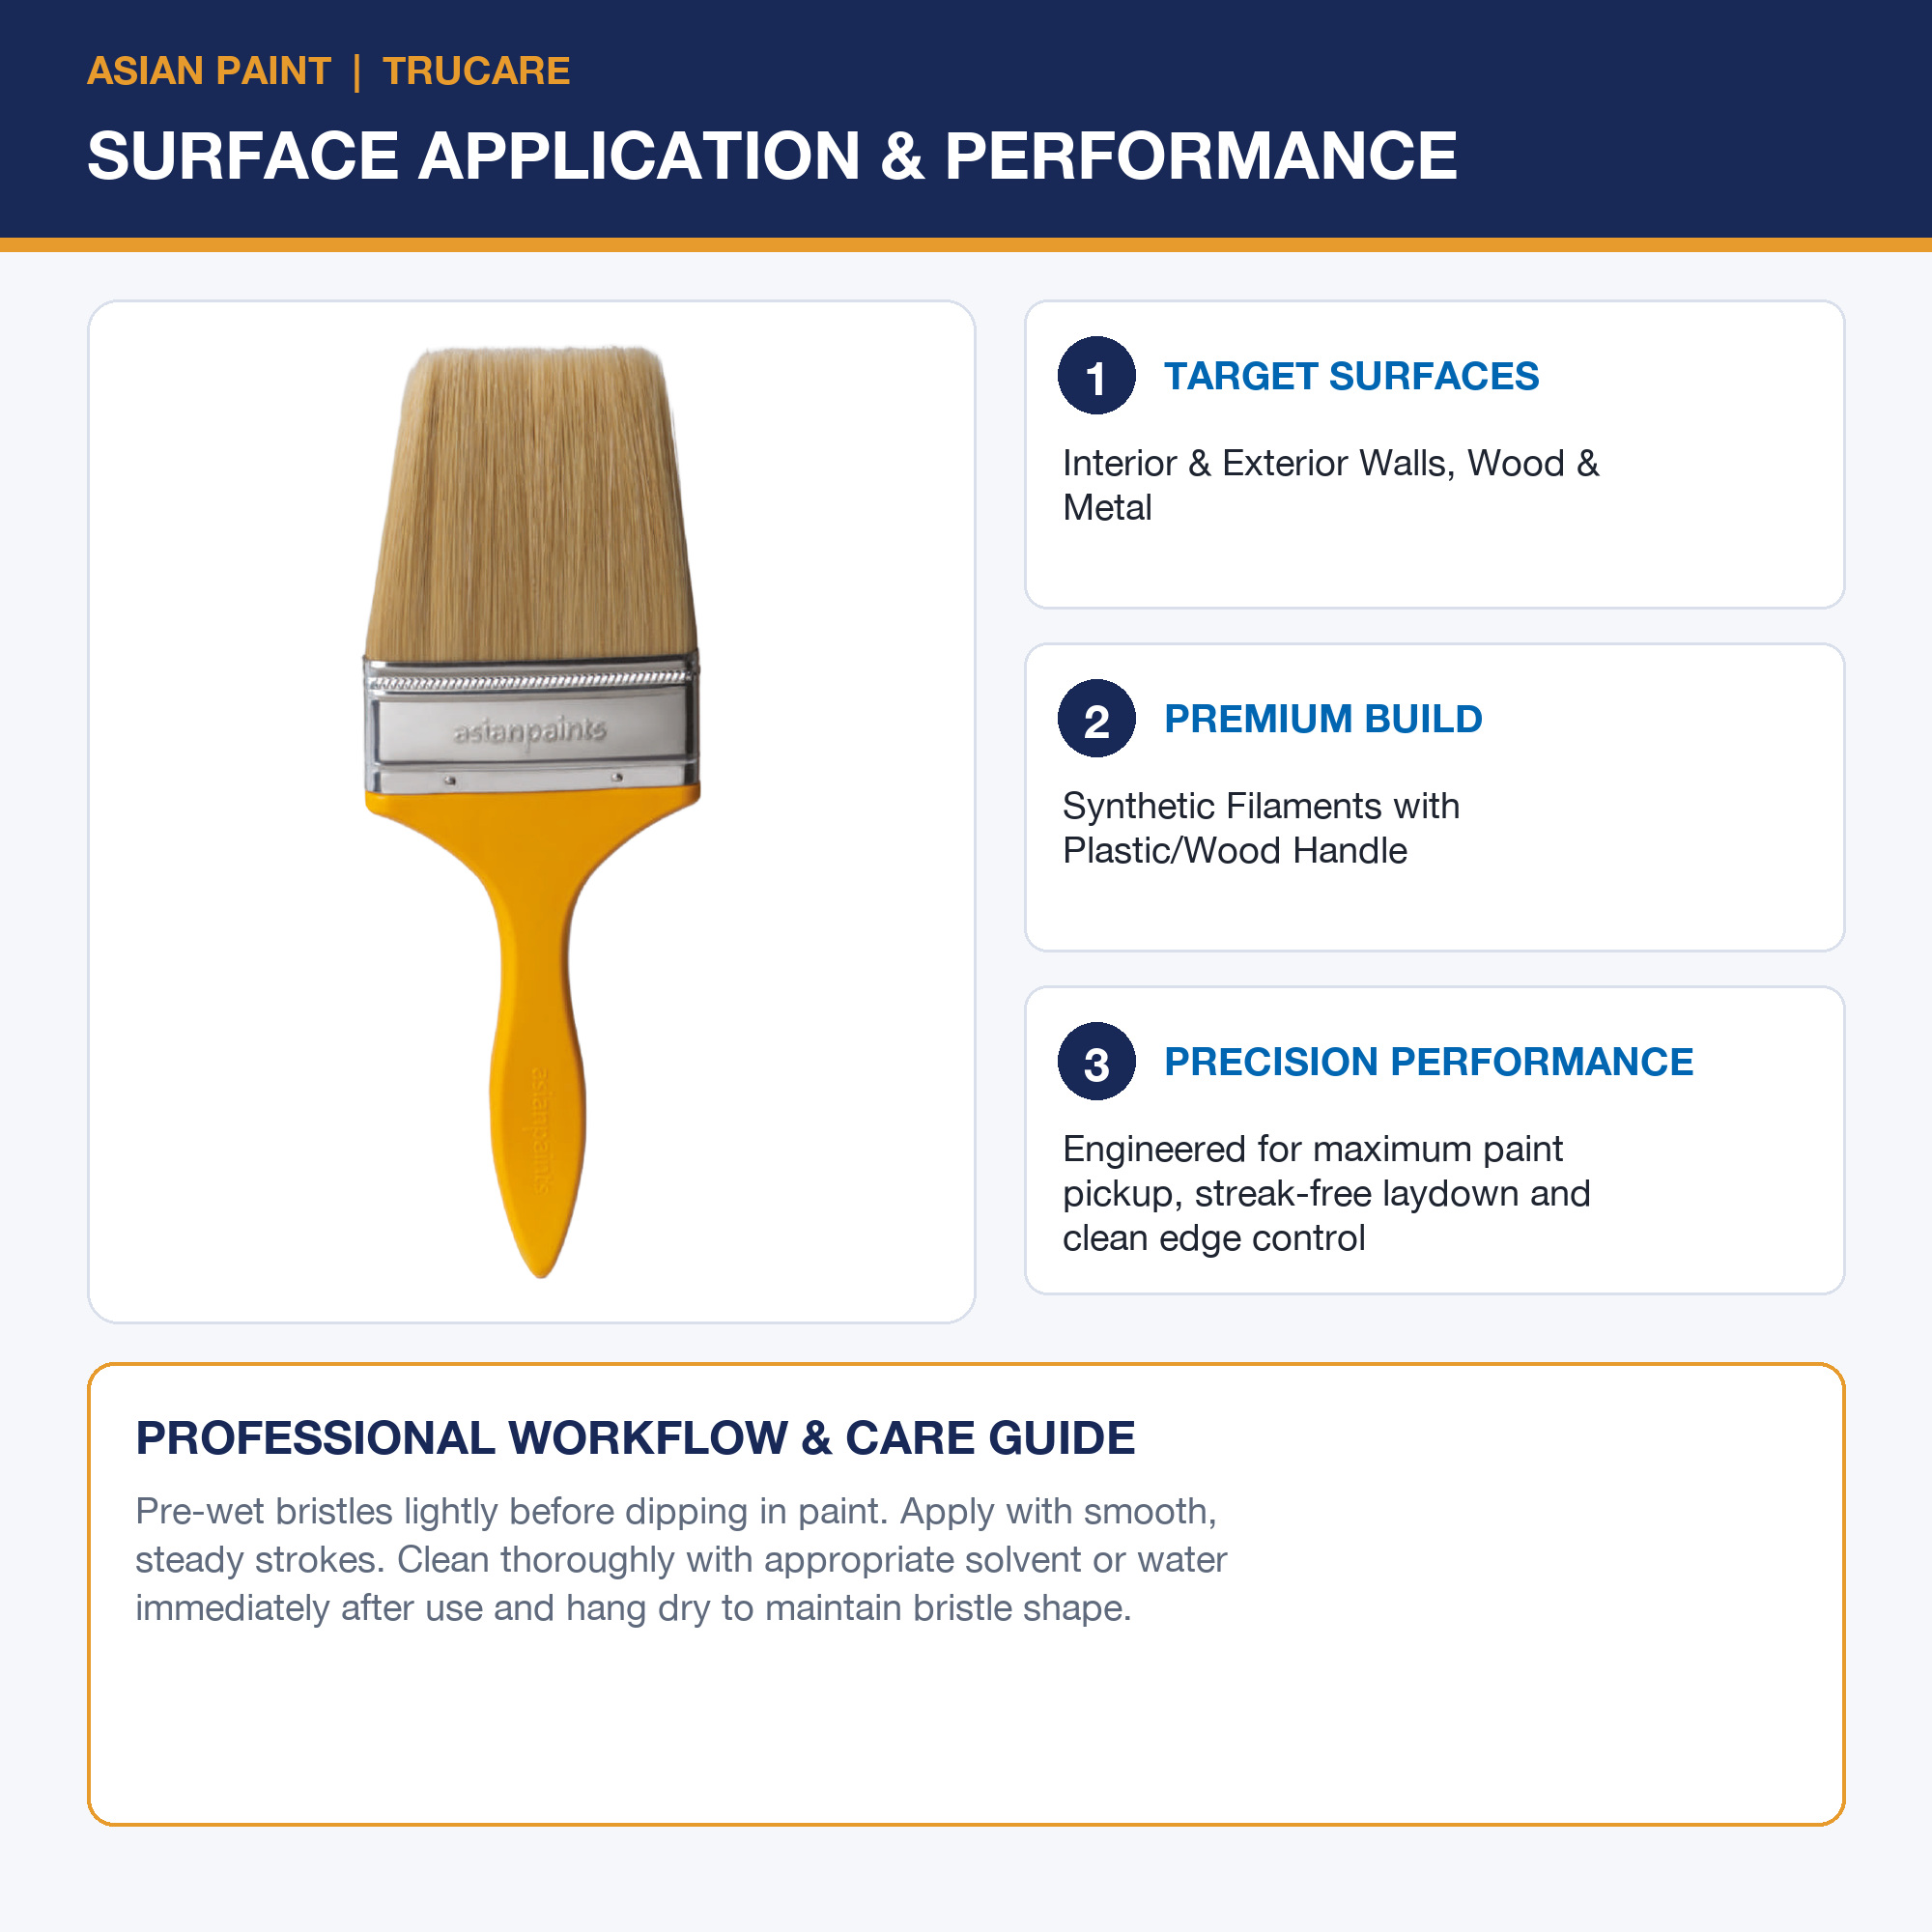 ASIAN PAINT | TRUCARE
SURFACE APPLICATION & PERFORMANCE
asianpaints
asianpaints
1 TARGET SURFACES
Interior & Exterior Walls, Wood &
Metal
2 PREMIUM BUILD
Synthetic Filaments with
Plastic/Wood Handle
3 PRECISION PERFORMANCE
Engineered for maximum paint
pickup, streak-free laydown and
clean edge control
PROFESSIONAL WORKFLOW & CARE GUIDE
Pre-wet bristles lightly before dipping in paint. Apply with smooth,
steady strokes. Clean thoroughly with appropriate solvent or water
immediately after use and hang dry to maintain bristle shape.